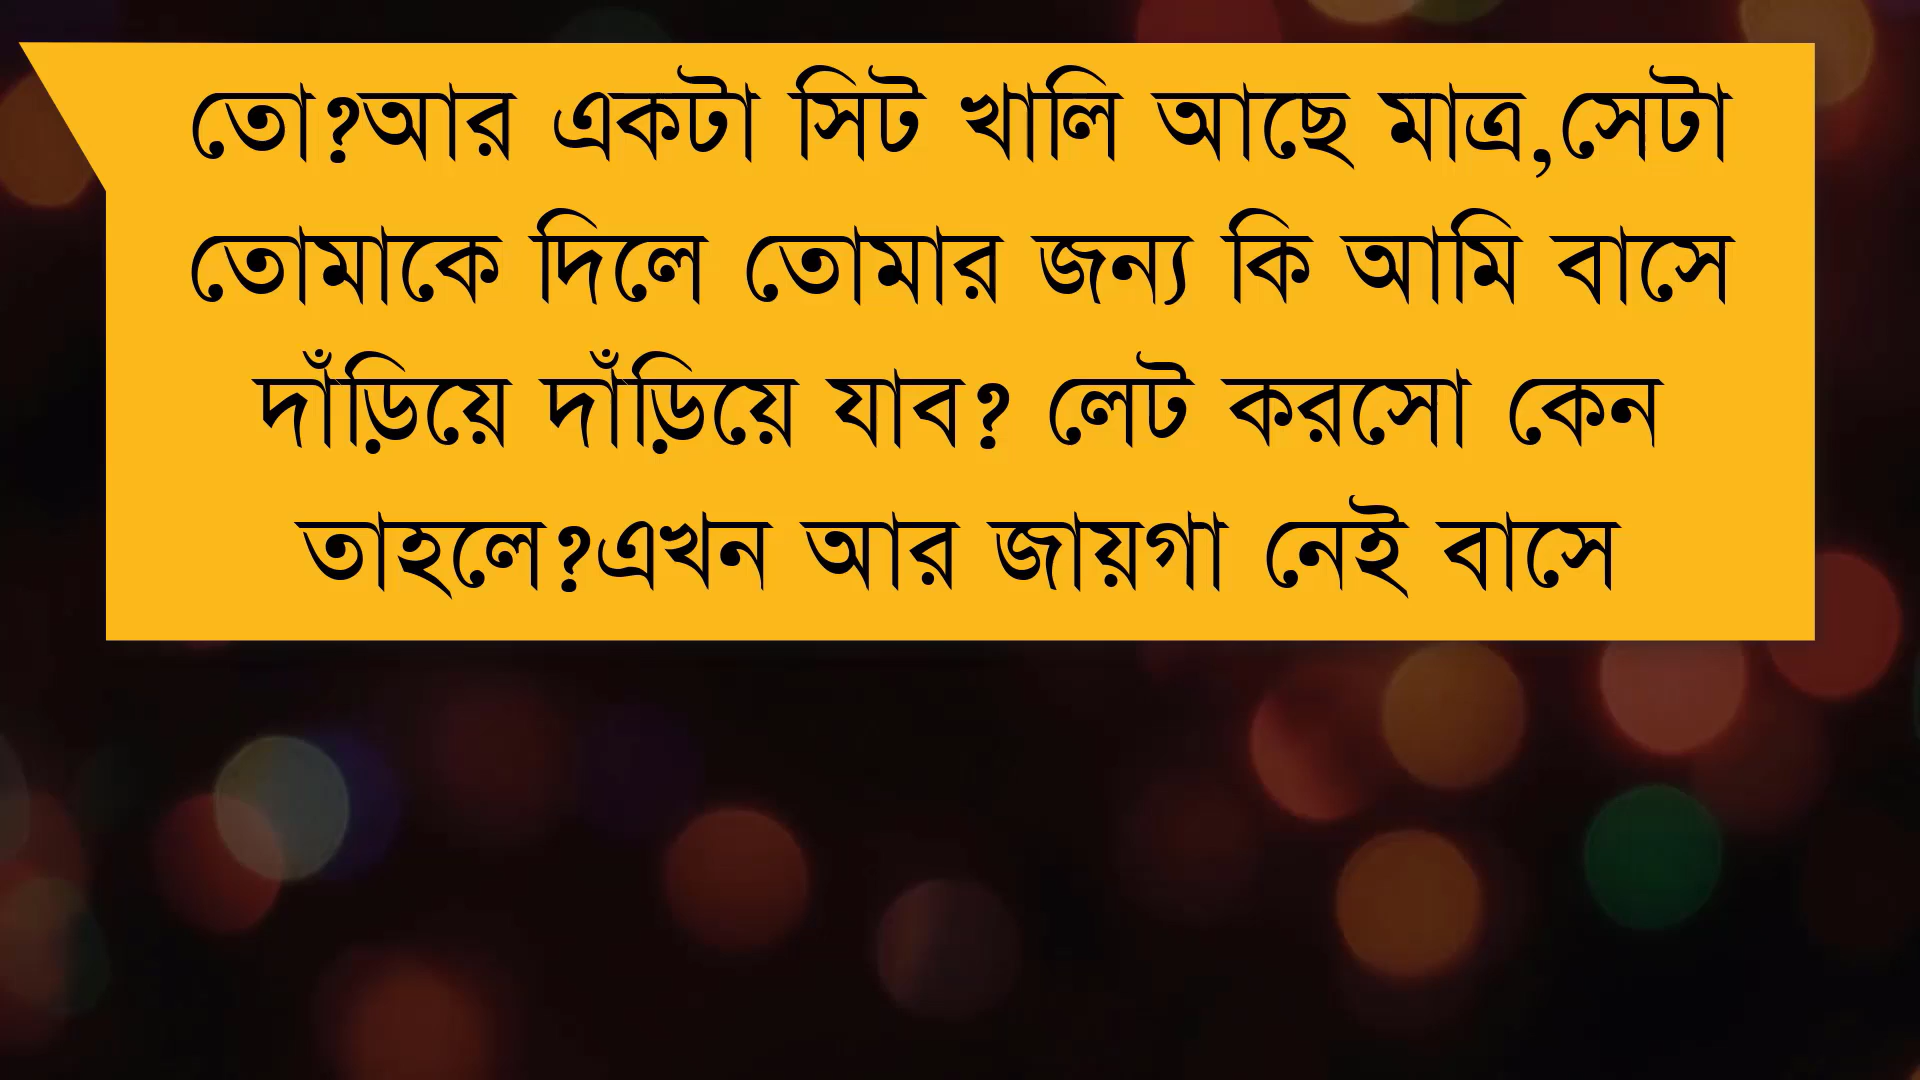 তো?আর একটা সিট খালি আছে মাত্র,সেটা
তোমাকে দিলে তোমার জন্য কি আমি বাসে
দাঁড়িয়ে দাঁড়িয়ে যাব? লেট করসো কেন
তাহলে?এখন আর জায়গা নেই বাসে